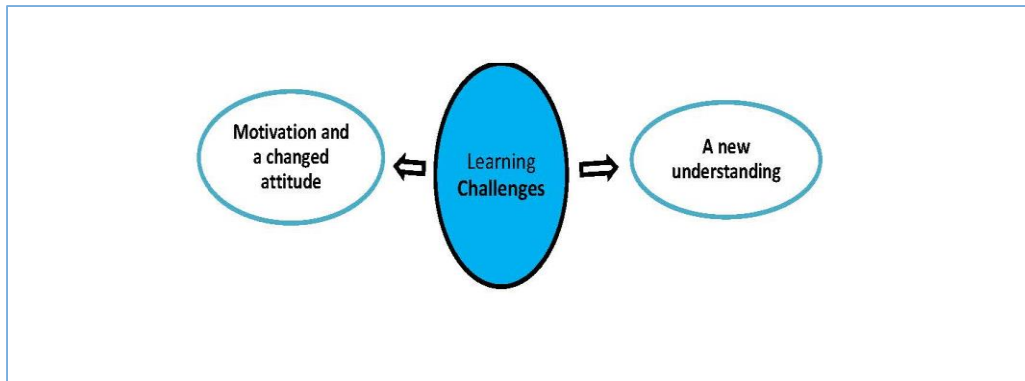 Motivation and
a changed
attitude
Learning
Challenges
A new
understanding